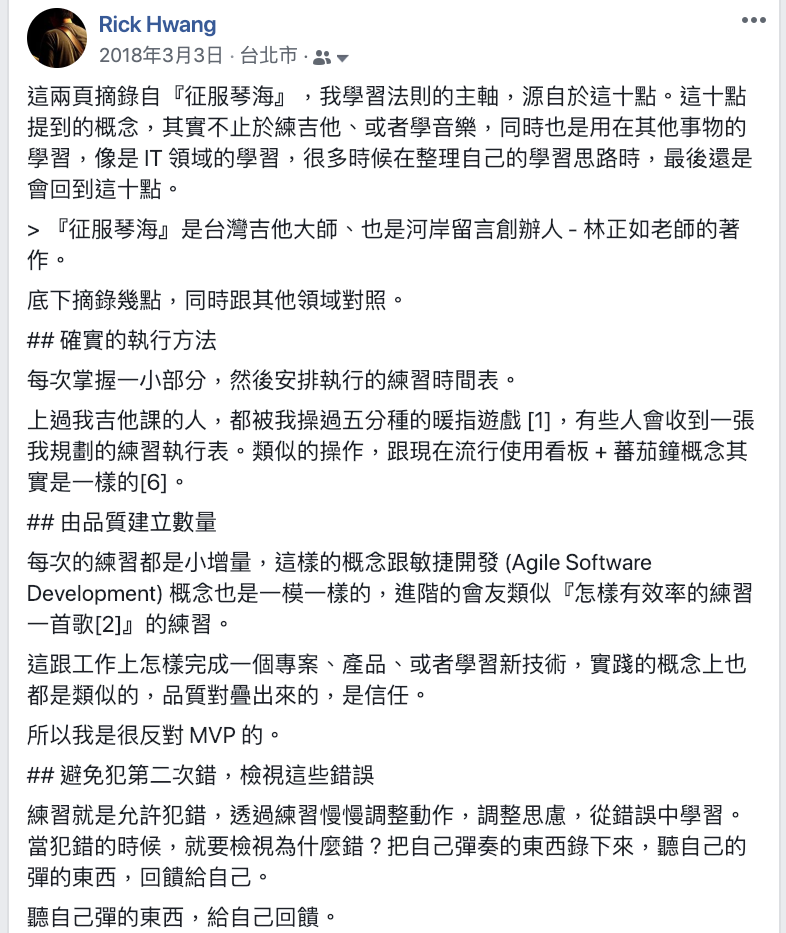 Rick Hwang
2018年3月3日 · 台北市 ·
這兩頁摘錄自『征服琴海』，我學習法則的主軸，源自於這十點。這十點
提到的概念，其實不止於練吉他、或者學音樂，同時也是用在其他事物的
學習，像是 IT 領域的學習，很多時候在整理自己的學習思路時，最後還是
會回到這十點。
> 『征服琴海』是台灣吉他大師、也是河岸留言創辦人 - 林正如老師的著
作。
底下摘錄幾點，同時跟其他領域對照。
## 確實的執行方法
每次掌握一小部分，然後安排執行的練習時間表。
上過我吉他課的人，都被我操過五分種的暖指遊戲 [1]，有些人會收到一張
我規劃的練習執行表。類似的操作，跟現在流行使用看板 + 蕃茄鐘概念其
實是一樣的[6]。
## 由品質建立數量
每次的練習都是小增量，這樣的概念跟敏捷開發 (Agile Software
Development) 概念也是一模一樣的，進階的會友類似『怎樣有效率的練習
一首歌[2]』的練習。
這跟工作上怎樣完成一個專案、產品、或者學習新技術，實踐的概念上也
都是類似的，品質對疊出來的，是信任。
所以我是很反對 MVP 的。
## 避免犯第二次錯，檢視這些錯誤
練習就是允許犯錯，透過練習慢慢調整動作，調整思慮，從錯誤中學習。
當犯錯的時候，就要檢視為什麼錯？把自己彈奏的東西錄下來，聽自己的
彈的東西，回饋給自己。
聽自己彈的東西，給自己回饋。